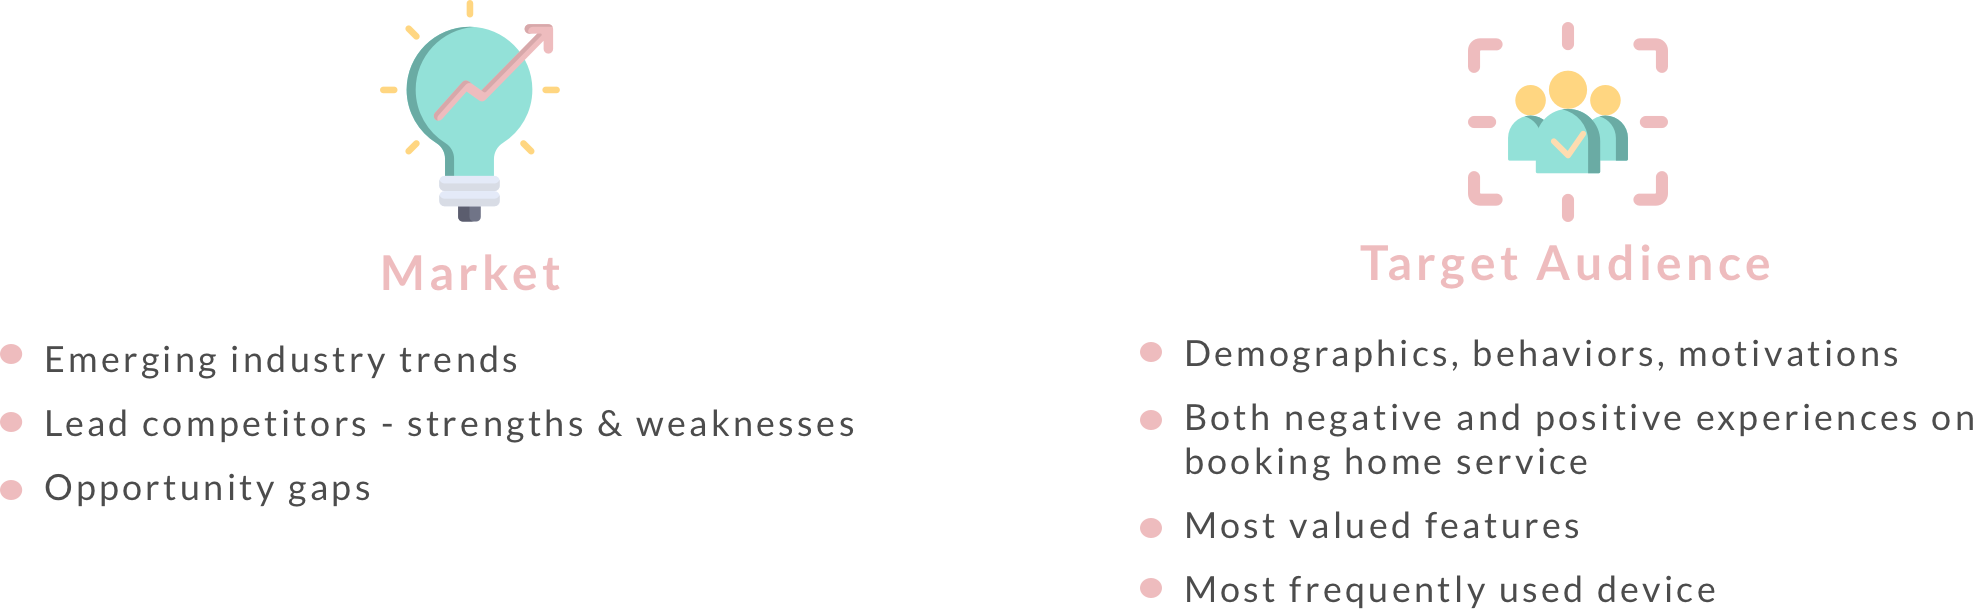 Market
Emerging industry trends
Lead competitors - strengths & weaknesses
Opportunity gaps
Target Audience
Demographics, behaviors, motivations
Both negative and positive experiences on
booking home service
Most valued features
Most frequently used device